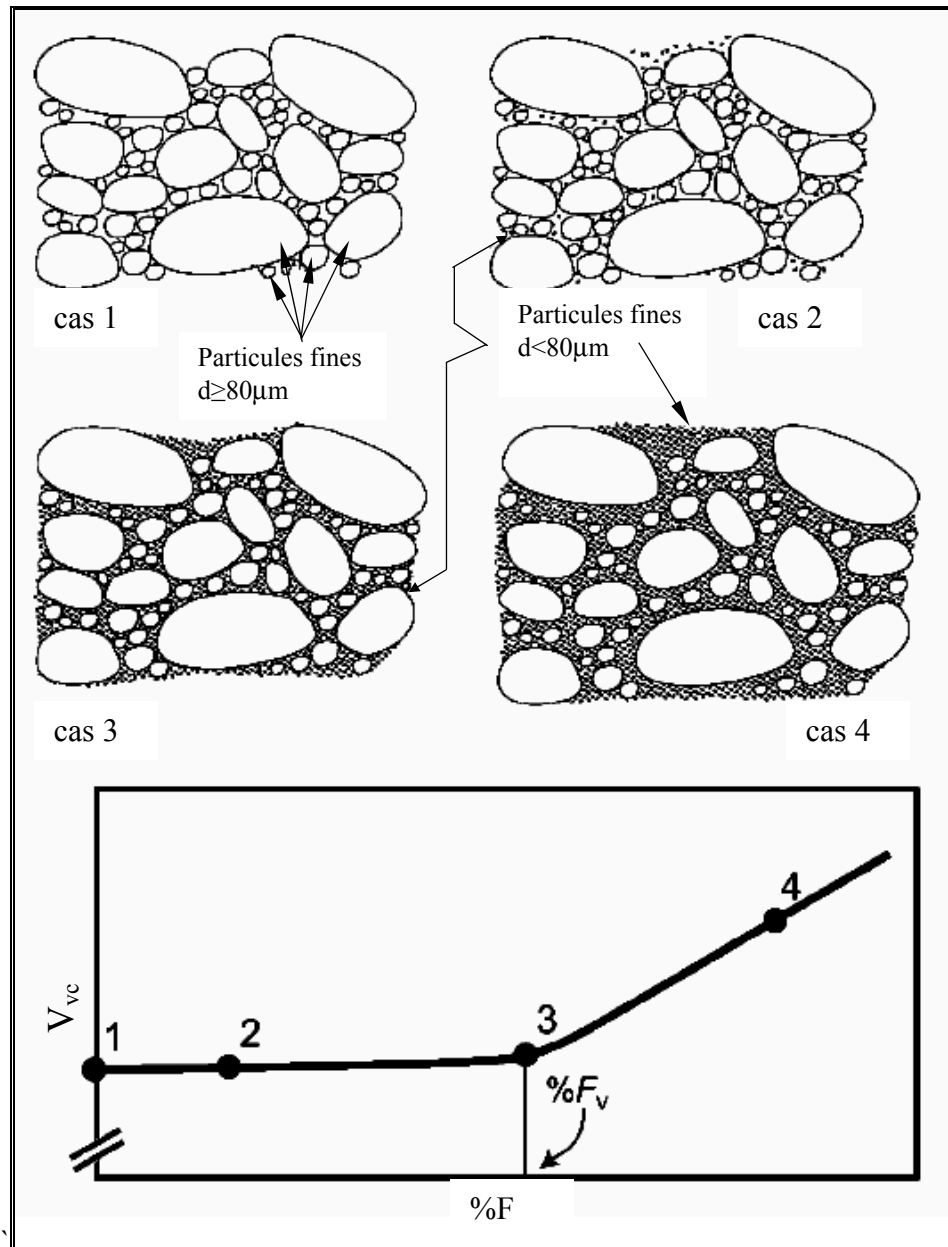 cas 1
cas 2
Particules fines
d≥80µm
Particules fines
d<80µm
cas 3
cas 4
V_vc
1
2
3
4
%F_v
%F
`